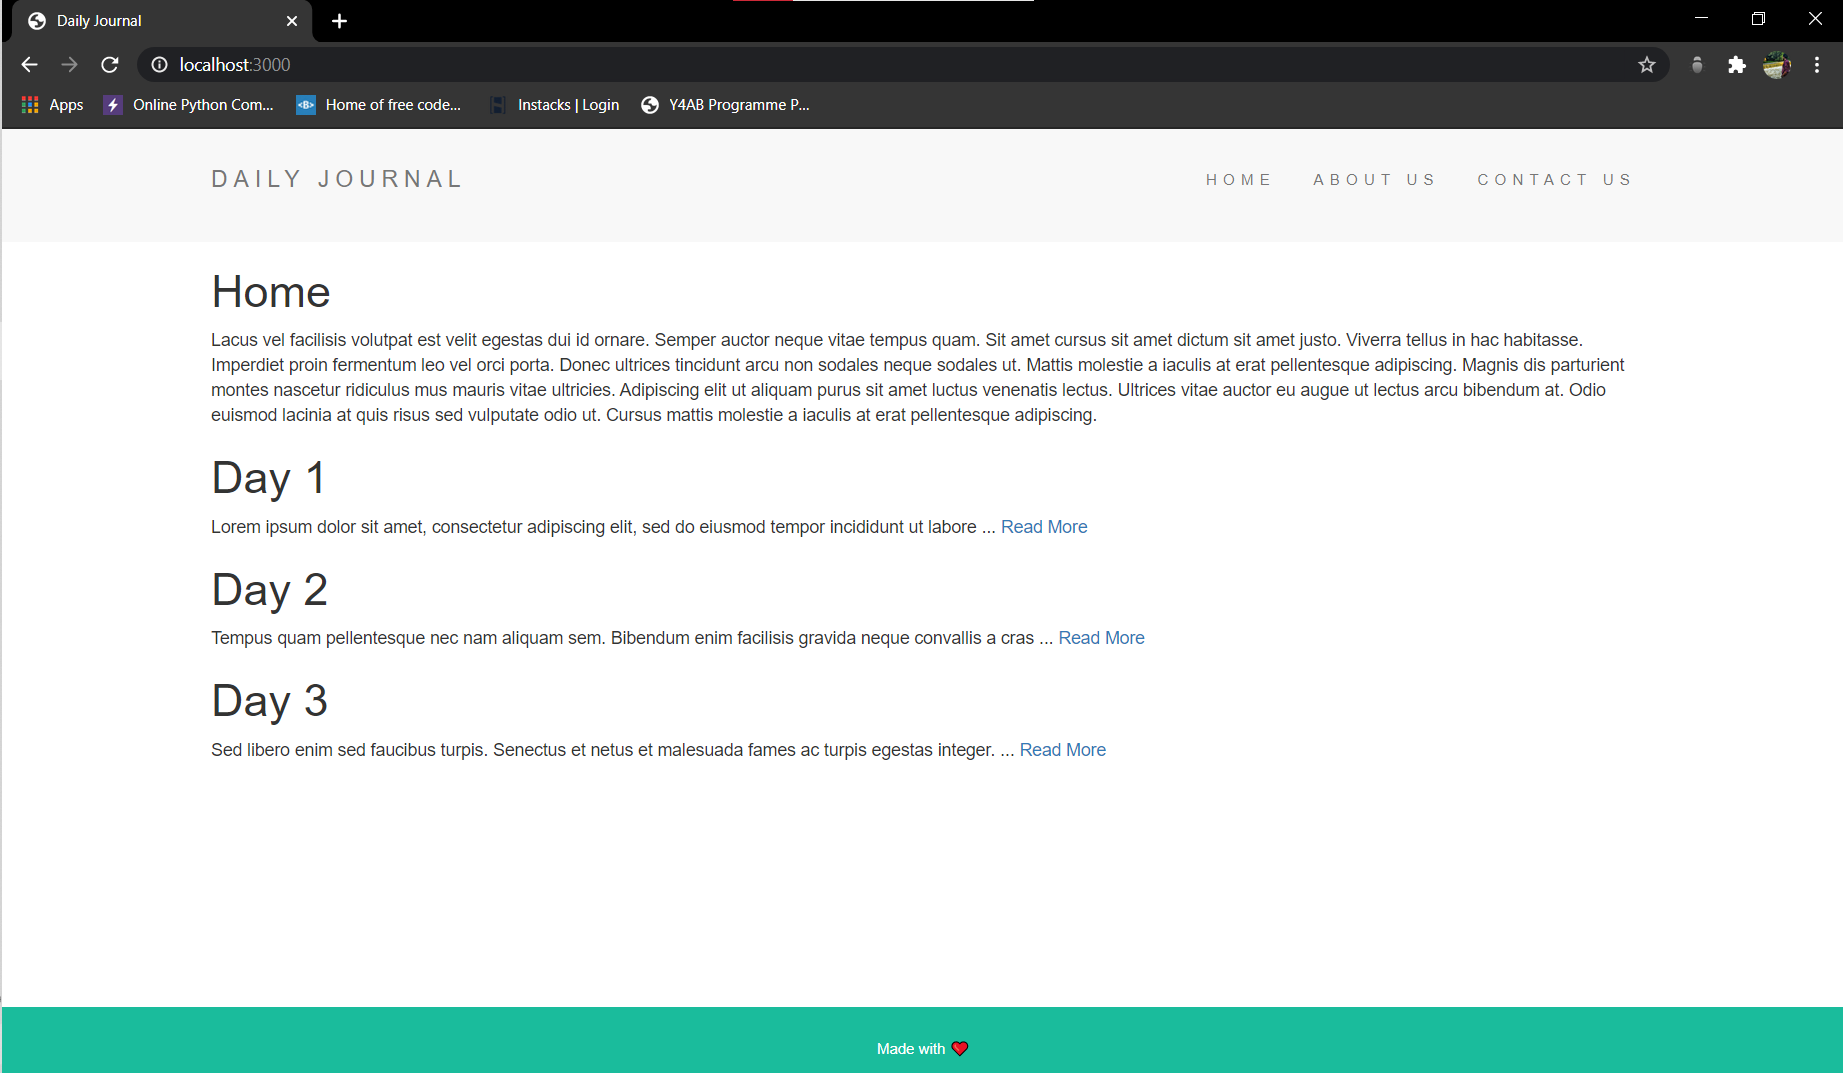 Daily Journal
localhost:3000
Apps
Online Python Com...
<B>
Home of free code...
Instacks | Login
Y4AB Programme P...
DAILY JOURNAL
HOME
ABOUT US
CONTACT US
Home
Lacus vel facilisis volutpat est velit egestas dui id ornare. Semper auctor neque vitae tempus quam. Sit amet cursus sit amet dictum sit amet justo. Viverra tellus in hac habitasse.
Imperdiet proin fermentum leo vel orci porta. Donec ultrices tincidunt arcu non sodales neque sodales ut. Mattis molestie a iaculis at erat pellentesque adipiscing. Magnis dis parturient
montes nascetur ridiculus mus mauris vitae ultricies. Adipiscing elit ut aliquam purus sit amet luctus venenatis lectus. Ultrices vitae auctor eu augue ut lectus arcu bibendum at. Odio
euismod lacinia at quis risus sed vulputate odio ut. Cursus mattis molestie a iaculis at erat pellentesque adipiscing.
Day 1
Lorem ipsum dolor sit amet, consectetur adipiscing elit, sed do eiusmod tempor incididunt ut labore ... Read More
Day 2
Tempus quam pellentesque nec nam aliquam sem. Bibendum enim facilisis gravida neque convallis a cras ... Read More
Day 3
Sed libero enim sed faucibus turpis. Senectus et netus et malesuada fames ac turpis egestas integer. ... Read More
Made with ❤